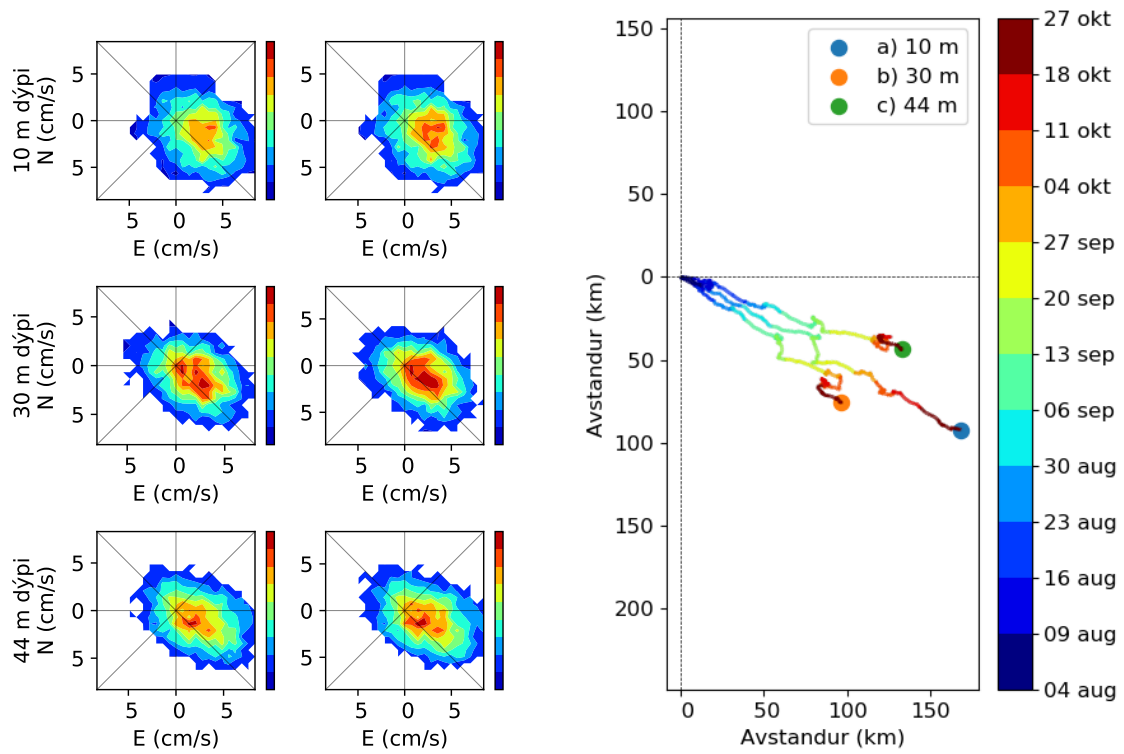 10 m dýpi
N (cm/s)
5
0
5
5 0 5
E (cm/s)
5
0
5
5 0 5
E (cm/s)
30 m dýpi
N (cm/s)
5
0
5
5 0 5
E (cm/s)
5
0
5
5 0 5
E (cm/s)
44 m dýpi
N (cm/s)
5
0
5
5 0 5
E (cm/s)
5
0
5
5 0 5
E (cm/s)
a) 10 m
b) 30 m
c) 44 m
Avstandur (km)
150
100
50
0
50
100
150
200
0 50 100 150
Avstandur (km)
27 okt
18 okt
11 okt
04 okt
27 sep
20 sep
13 sep
06 sep
30 aug
23 aug
16 aug
09 aug
04 aug